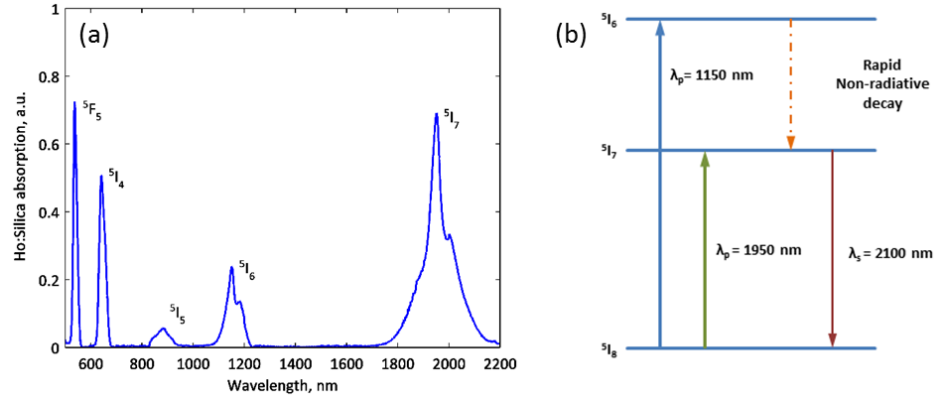 (a)
Ho:Silica absorption, a.u.
1
0.8
0.6
0.4
0.2
0
⁵F₅
⁵I₄
⁵I₅
⁵I₆
⁵I₇
600 800 1000 1200 1400 1600 1800 2000 2200
Wavelength, nm
(b)
⁵I₆
λₚ= 1150 nm
Rapid
Non-radiative
decay
⁵I₇
λₚ = 1950 nm
λₛ = 2100 nm
⁵I₈